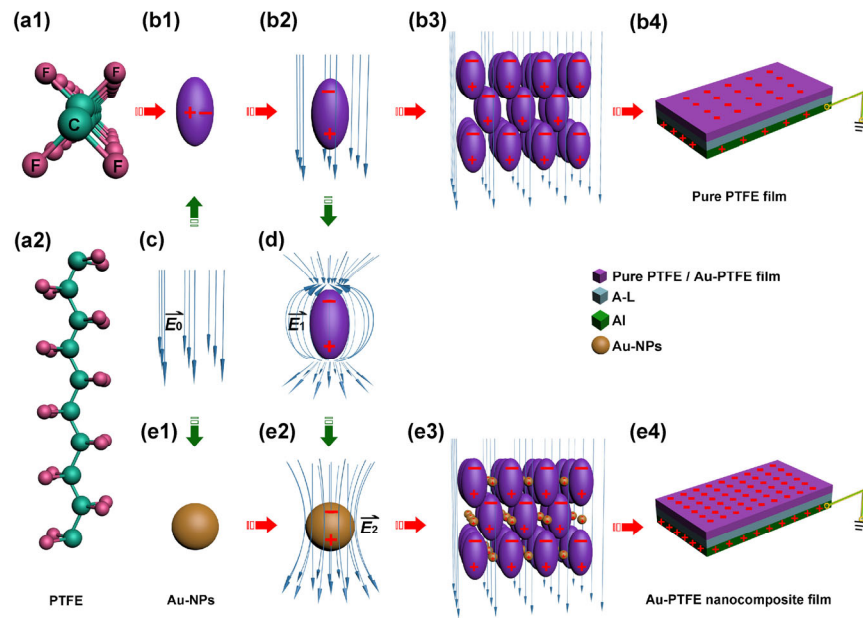 (a1)
(b1)
(b2)
(b3)
(b4)
F
F
C
F
F
+ −
−
+
− − − −
+ + +
+ + + +
Pure PTFE film
(a2)
(c)
(d)
E0
E1
−
+
Pure PTFE / Au-PTFE film
A-L
Al
Au-NPs
(e1)
(e2)
(e3)
(e4)
−
+
E2
− − − −
+ + +
+ + + +
PTFE
Au-NPs
Au-PTFE nanocomposite film